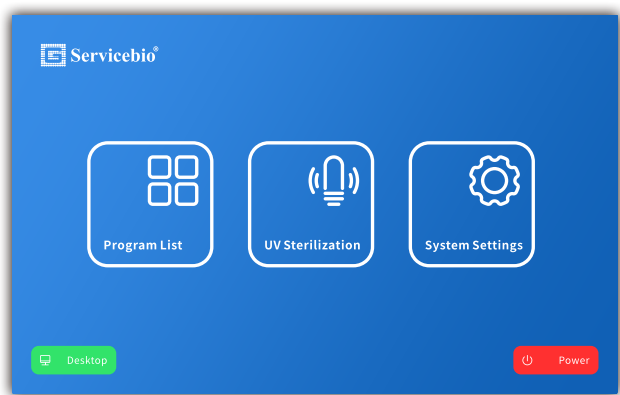 Servicebio®
Program List
UV Sterilization
System Settings
Desktop
Power